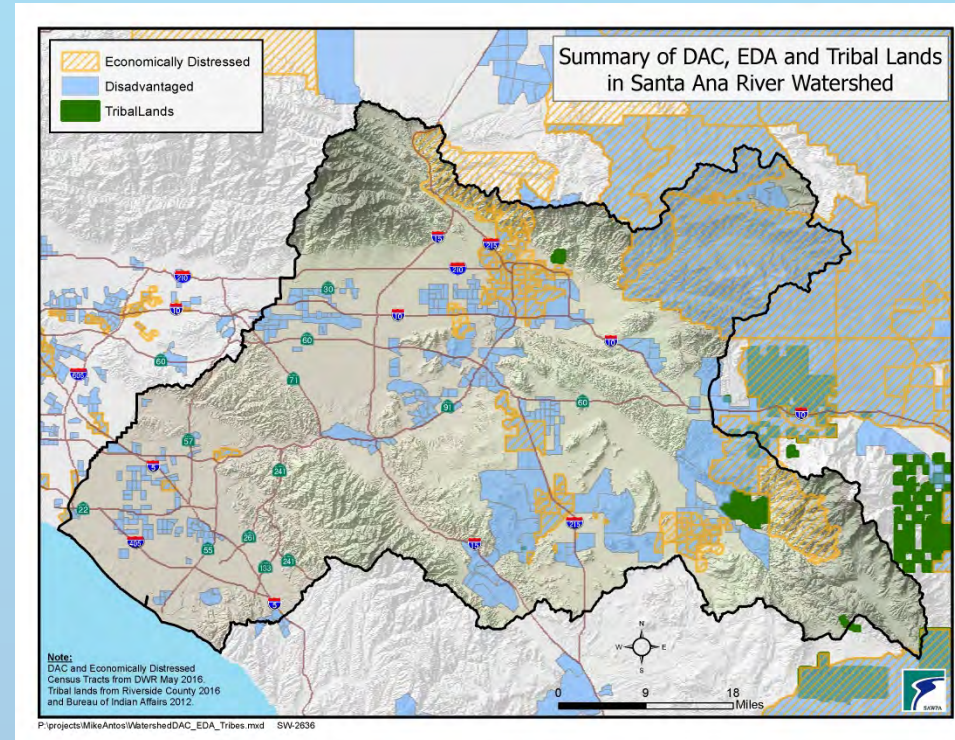 Economically Distressed
Disadvantaged
TribalLands
Summary of DAC, EDA and Tribal Lands
in Santa Ana River Watershed
15
215
210
210
30
10
10
10
60
60
605
71
91
60
10
57
5
241
22
405
55
261
241
133
5
15
215
N
W
E
S
0
9
18
Miles
Note:
DAC and Economically Distressed
Census Tracts from DWR May 2016.
Tribal lands from Riverside County 2016
and Bureau of Indian Affairs 2012.
SAWPA
P:\projects\MikeAntos\WatershedDAC_EDA_Tribes.mxd SW-2636